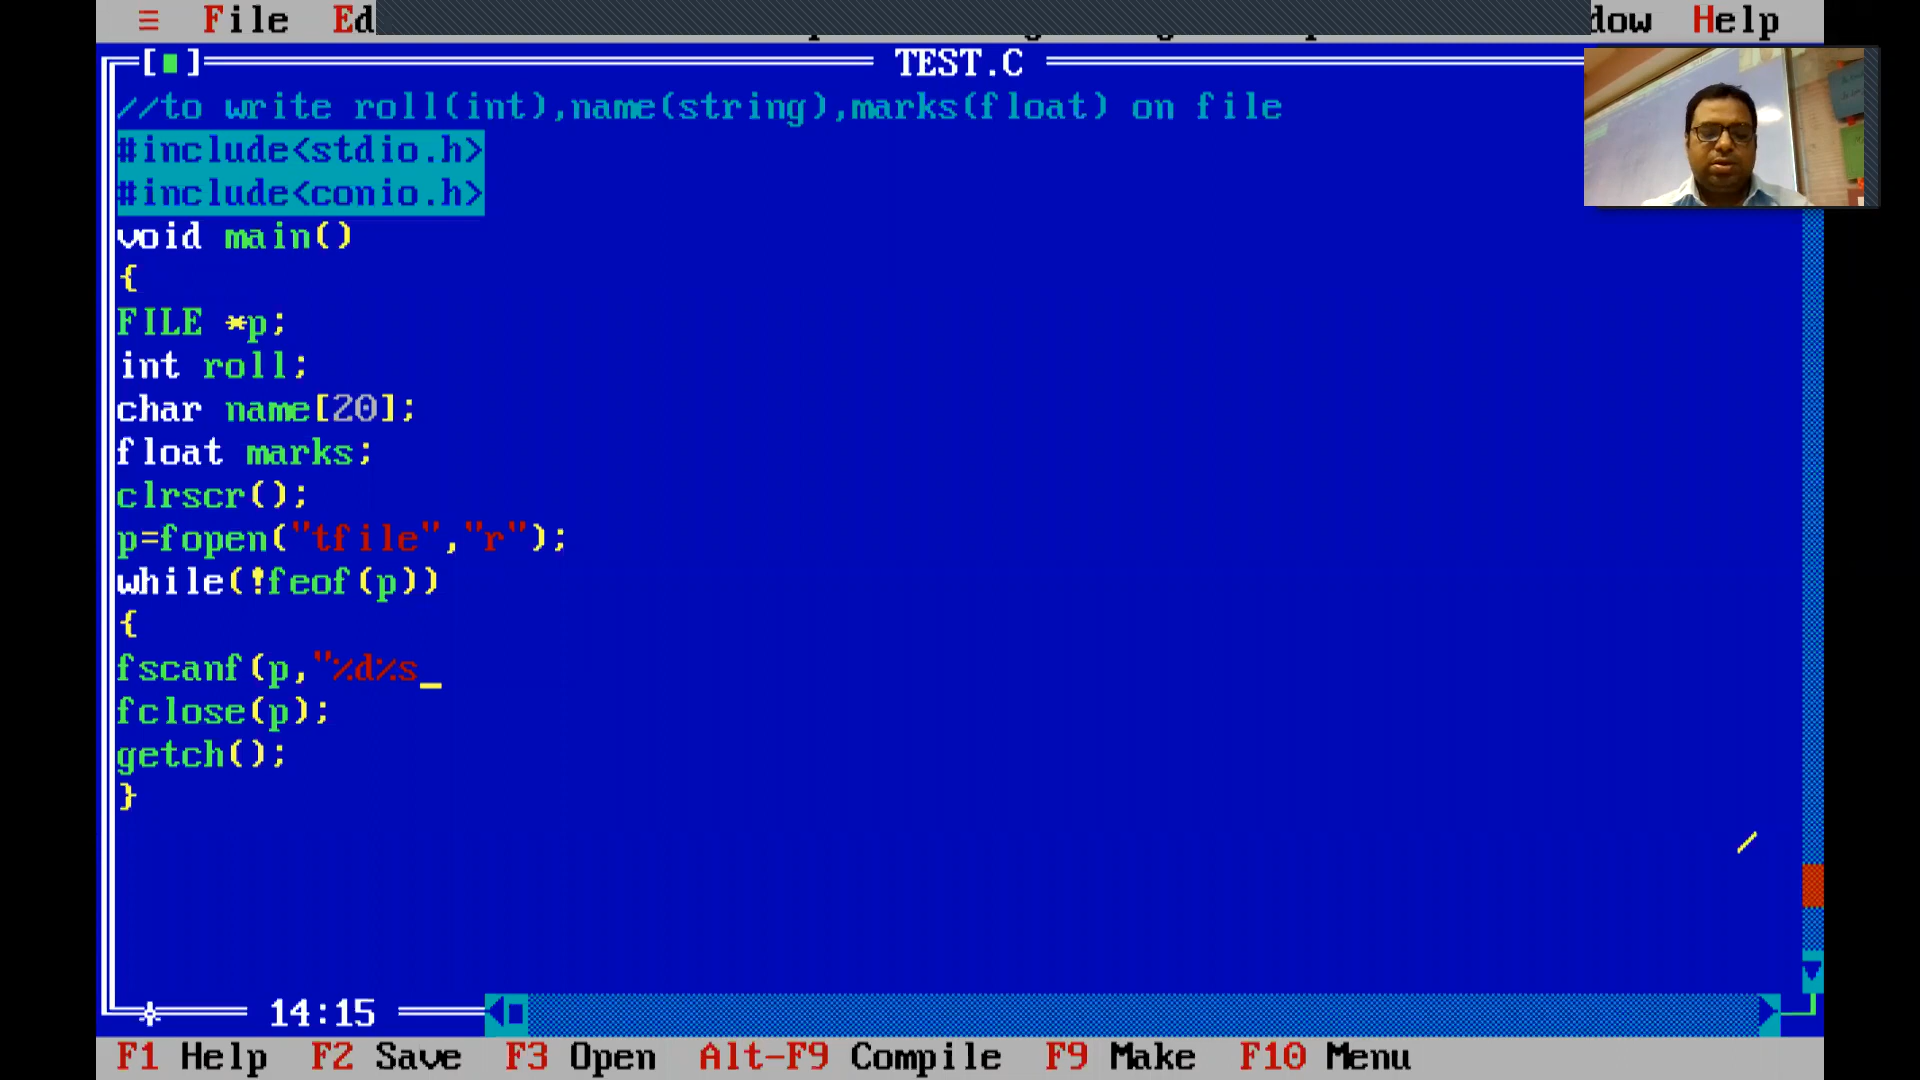 ≡ File Ed dow Help
[■] TEST.C
//to write roll(int),name(string),marks(float) on file
#include<stdio.h>
#include<conio.h>
void main()
{
FILE *p;
int roll;
char name[20];
float marks;
clrscr();
p=fopen("tfile","r");
while(!feof(p))
{
fscanf(p,"%d%s_
fclose(p);
getch();
}
14:15
F1 Help F2 Save F3 Open Alt-F9 Compile F9 Make F10 Menu